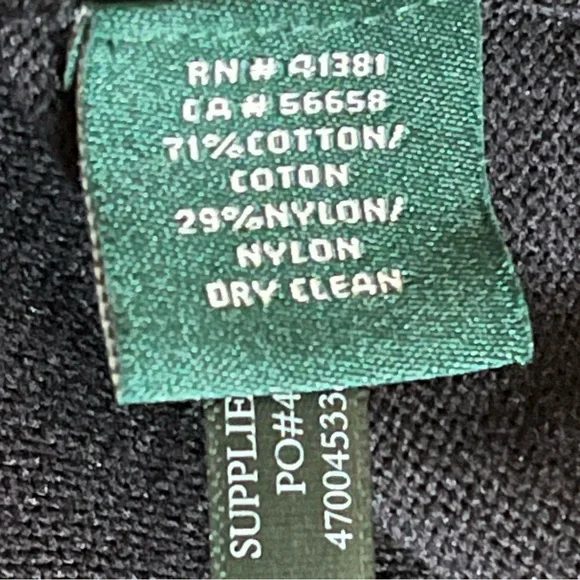 RN # 41381
CA # 56658
71%COTTON/
COTON
29%NYLON/
NYLON
DRY CLEAN
SUPPLIE
PO#4
47004533